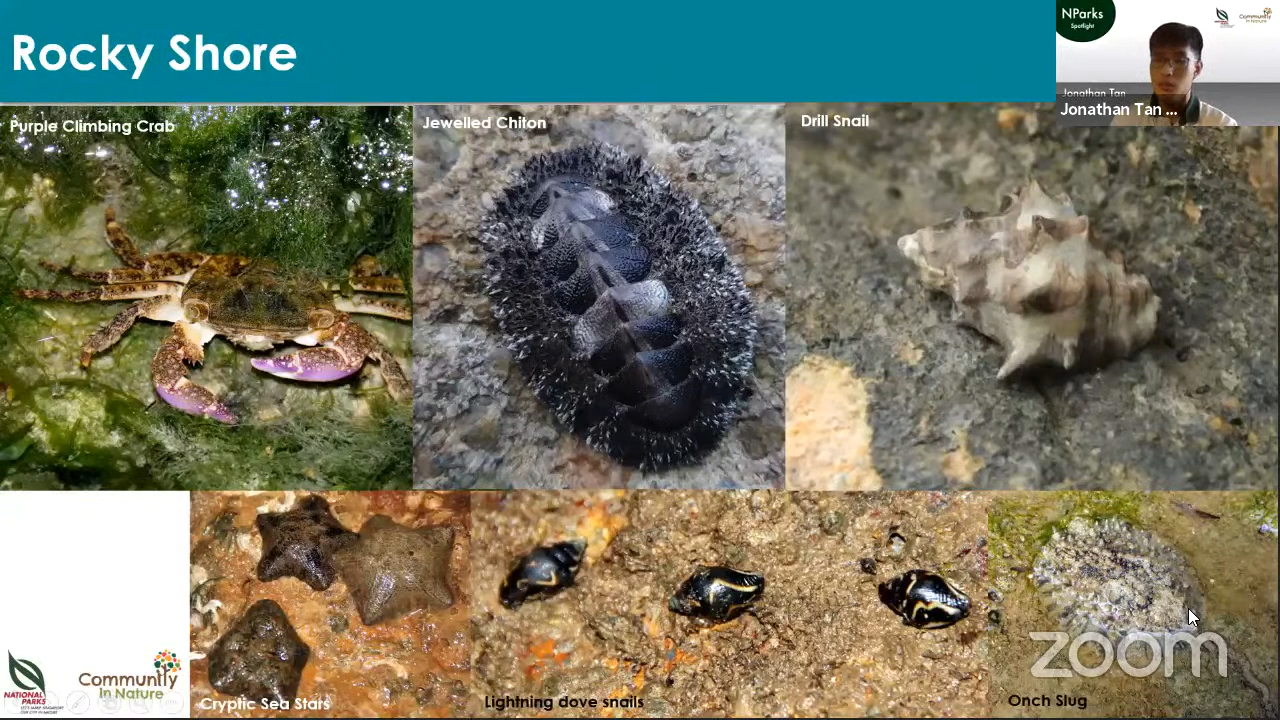 Rocky Shore
NParks
Spotlight
Community
in Nature
Jonathan Tan
Jonathan Tan ...
Purple Climbing Crab
Jewelled Chiton
Drill Snail
NATIONAL
PARKS
Community
in Nature
Cryptic Sea Stars
Lightning dove snails
Onch Slug
zoom